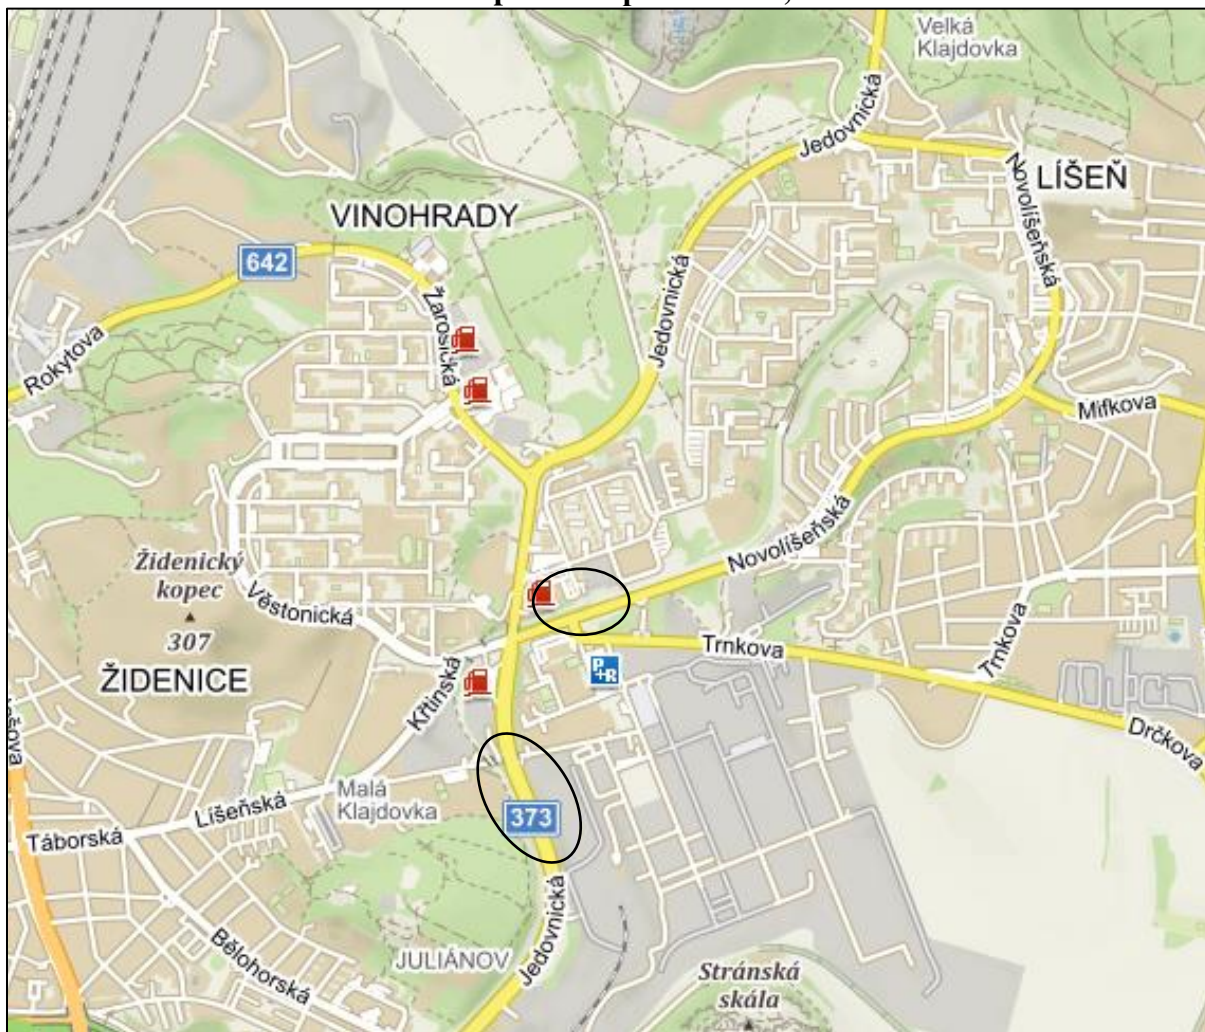 Velká
Klajdovka
Jedovnická
Novolíšeňská
LÍŠEŇ
VINOHRADY
642
Žarošická
Jedovnická
Rokytova
Mifkova
Novolíšeňská
Židenický
kopec
307
Věstonická
ŽIDENICE
Křtinská
P
+R
Trnkova
Trnkova
Drčkova
Malá
Klajdovka
373
Líšeňská
Táborská
Bělohorská
JULIÁNOV
Jedovnická
Stránská
skála